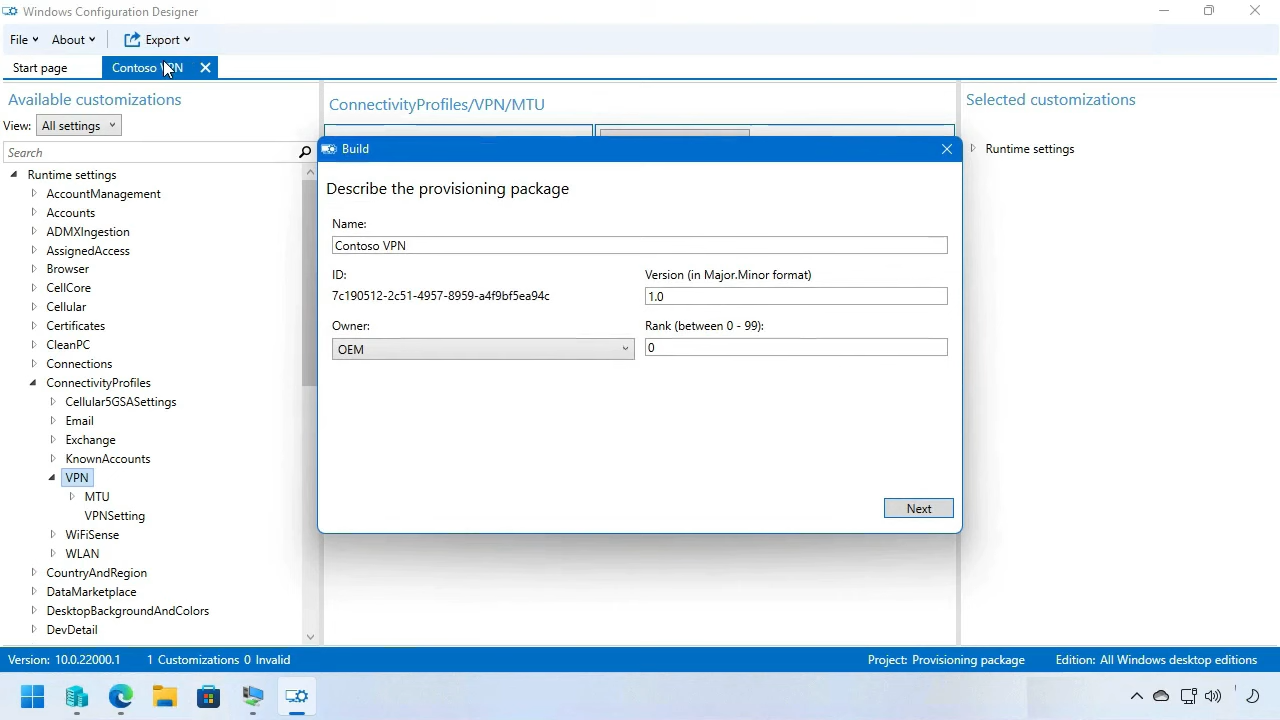 Windows Configuration Designer
File About Export
Start page Contoso VPN
Available customizations
View: All settings
Search
Runtime settings
AccountManagement
Accounts
ADMXIngestion
AssignedAccess
Browser
CellCore
Cellular
Certificates
CleanPC
Connections
ConnectivityProfiles
Cellular5GSASettings
Email
Exchange
KnownAccounts
VPN
MTU
VPNSetting
WiFiSense
WLAN
CountryAndRegion
DataMarketplace
DesktopBackgroundAndColors
DevDetail
ConnectivityProfiles/VPN/MTU
Build
Describe the provisioning package
Name:
Contoso VPN
ID:
7c190512-2c51-4957-8959-a4f9bf5ea94c
Version (in Major.Minor format)
1.0
Owner:
OEM
Rank (between 0 - 99):
0
Next
Selected customizations
Runtime settings
Version: 10.0.22000.1 1 Customizations 0 Invalid Project: Provisioning package Edition: All Windows desktop editions